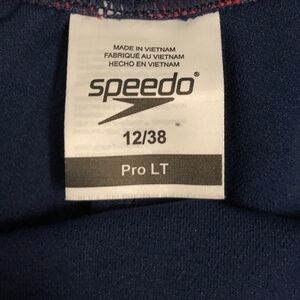 MADE IN VIETNAM
FABRIQUÉ AU VIETNAM
HECHO EN VIETNAM
speedo®
12/38
Pro LT